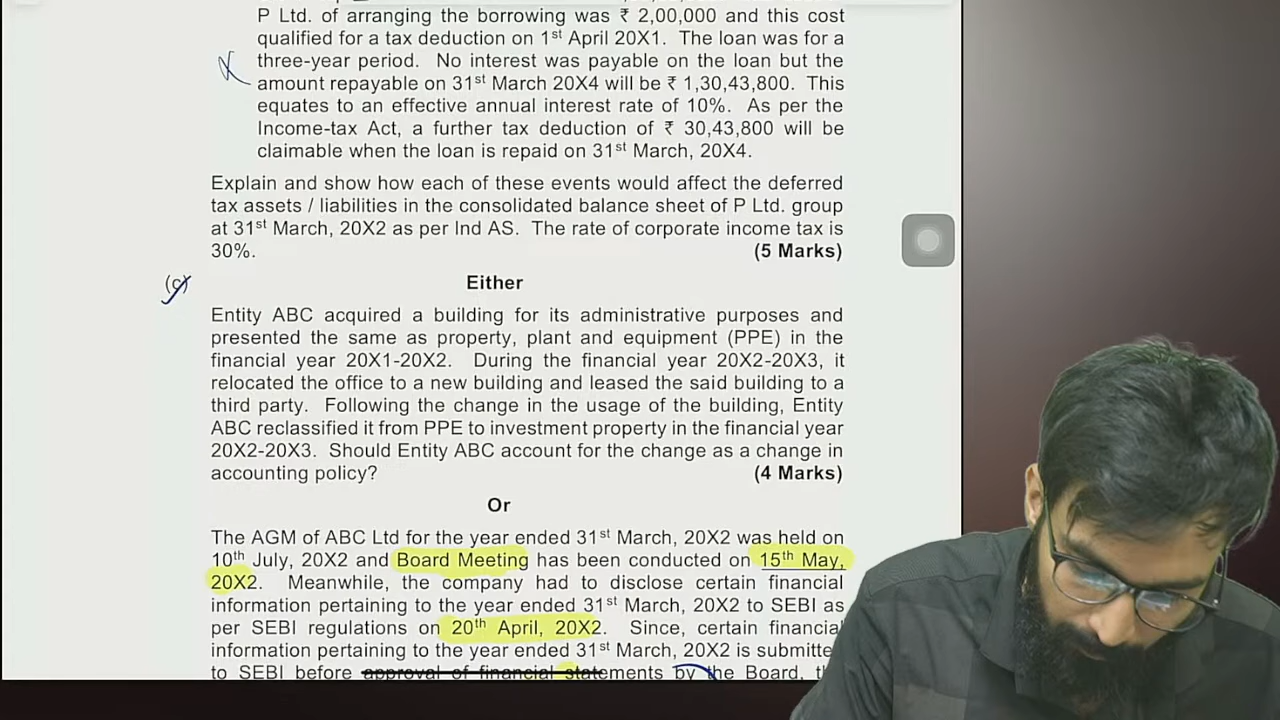 P Ltd. of arranging the borrowing was ₹ 2,00,000 and this cost
qualified for a tax deduction on 1st April 20X1. The loan was for a
three-year period. No interest was payable on the loan but the
amount repayable on 31st March 20X4 will be ₹ 1,30,43,800. This
equates to an effective annual interest rate of 10%. As per the
Income-tax Act, a further tax deduction of ₹ 30,43,800 will be
claimable when the loan is repaid on 31st March, 20X4.
Explain and show how each of these events would affect the deferred
tax assets / liabilities in the consolidated balance sheet of P Ltd. group
at 31st March, 20X2 as per Ind AS. The rate of corporate income tax is
30%. (5 Marks)
(c) Either
Entity ABC acquired a building for its administrative purposes and
presented the same as property, plant and equipment (PPE) in the
financial year 20X1-20X2. During the financial year 20X2-20X3, it
relocated the office to a new building and leased the said building to a
third party. Following the change in the usage of the building, Entity
ABC reclassified it from PPE to investment property in the financial year
20X2-20X3. Should Entity ABC account for the change as a change in
accounting policy? (4 Marks)
Or
The AGM of ABC Ltd for the year ended 31st March, 20X2 was held on
10th July, 20X2 and Board Meeting has been conducted on 15th May,
20X2. Meanwhile, the company had to disclose certain financial
information pertaining to the year ended 31st March, 20X2 to SEBI as
per SEBI regulations on 20th April, 20X2. Since, certain financial
information pertaining to the year ended 31st March, 20X2 is submitte
to SEBI before approval of financial statements by the Board, th